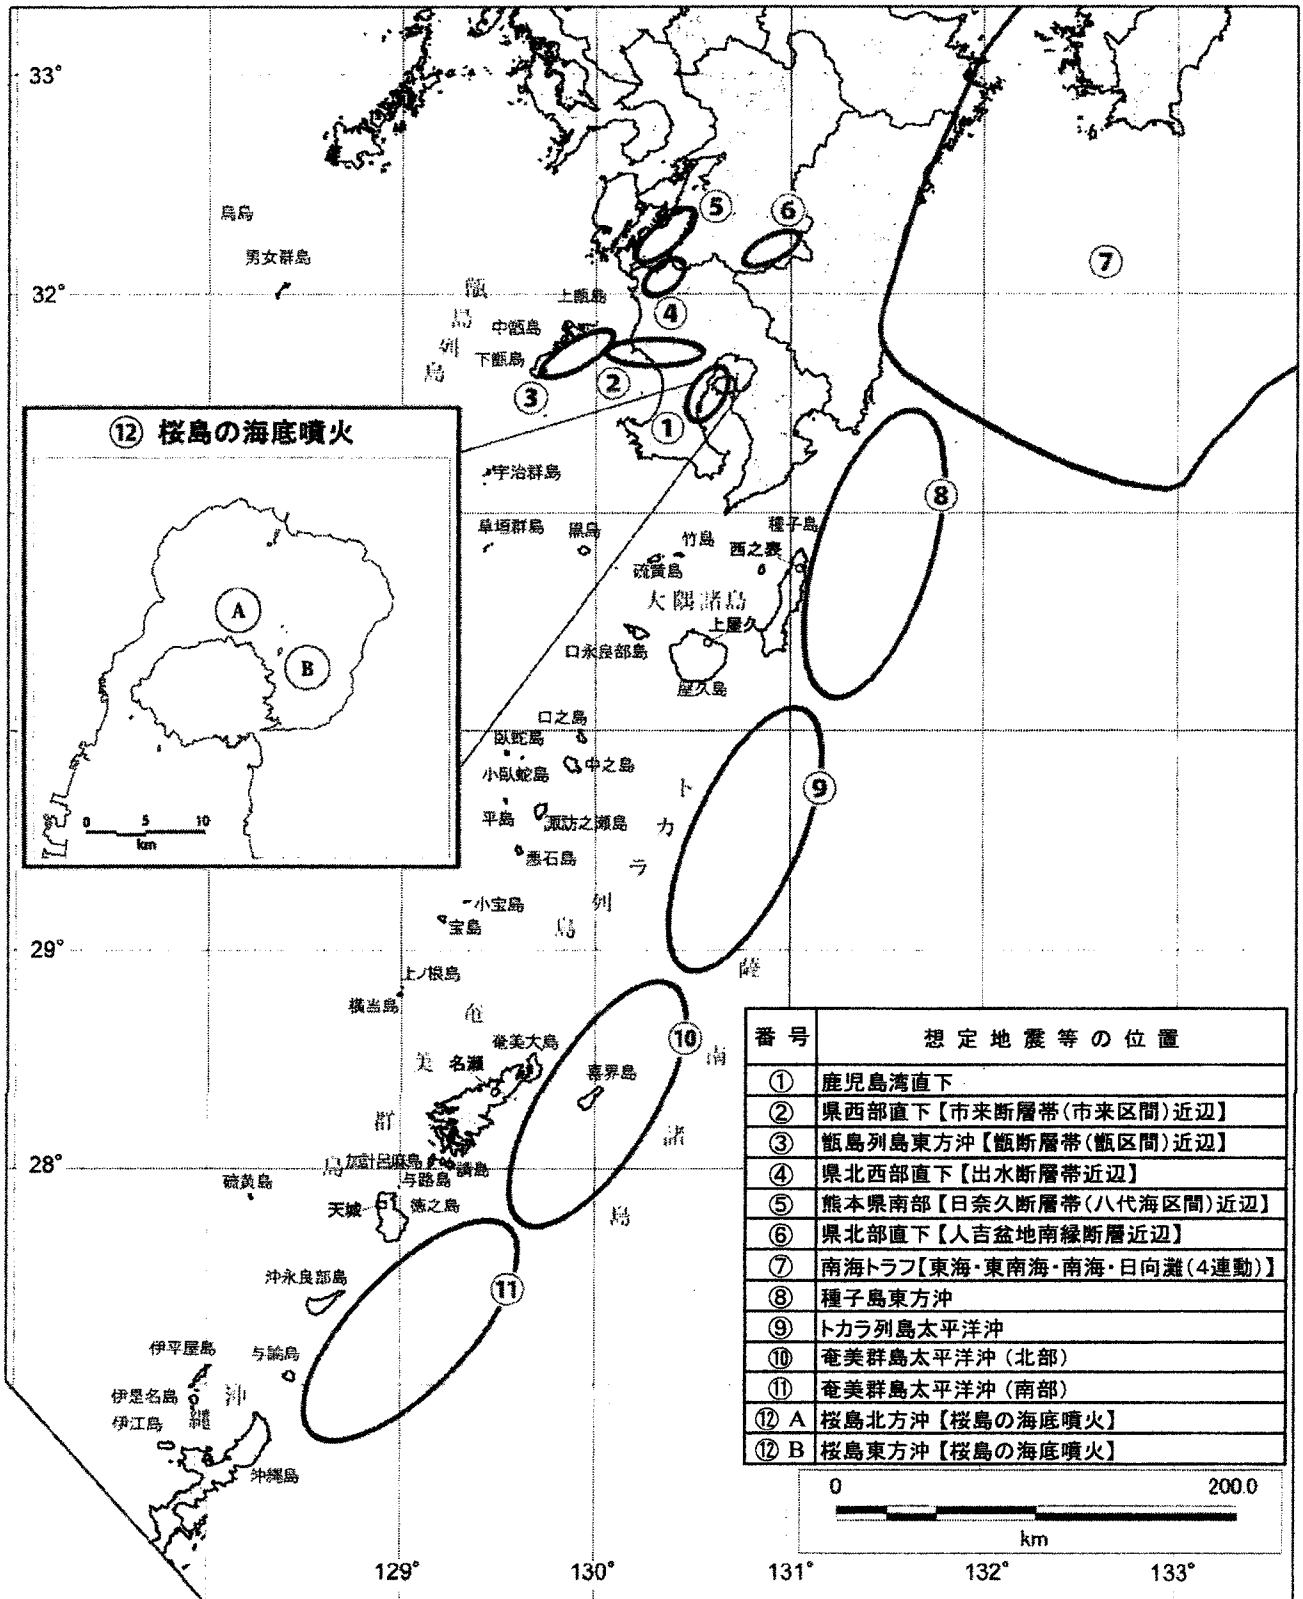 33°
⑤
⑥
鳥島
男女群島
⑦
32°
甑島列島
上甑島
④
中甑島
下甑島
②
③
①
⑫ 桜島の海底噴火
宇治群島
⑧
草垣群島
黒島
竹島
種子島
西之表
硫黄島
A
大隅諸島
上屋久
口永良部島
B
屋久島
口之島
臥蛇島
中之島
小臥蛇島
⑨
トカラ列島
平島
諏訪之瀬島
0 5 10
km
悪石島
小宝島
宝島
29°
薩南諸島
上ノ根島
横当島
奄美群島
⑩
奄美大島
名瀬
喜界島
28°
加計呂麻島
請島
与路島
硫黄島
天城
徳之島
沖永良部島
⑪
伊平屋島
与論島
伊是名島
沖縄
伊江島
沖縄島
番号 想定地震等の位置
① 鹿児島湾直下
② 県西部直下【市来断層帯(市来区間)近辺】
③ 甑島列島東方沖【甑断層帯(甑区間)近辺】
④ 県北西部直下【出水断層帯近辺】
⑤ 熊本県南部【日奈久断層帯(八代海区間)近辺】
⑥ 県北部直下【人吉盆地南縁断層近辺】
⑦ 南海トラフ【東海・東南海・南海・日向灘(4連動)】
⑧ 種子島東方沖
⑨ トカラ列島太平洋沖
⑩ 奄美群島太平洋沖(北部)
⑪ 奄美群島太平洋沖(南部)
⑫ A 桜島北方沖【桜島の海底噴火】
⑫ B 桜島東方沖【桜島の海底噴火】
0 200.0
km
129° 130° 131° 132° 133°